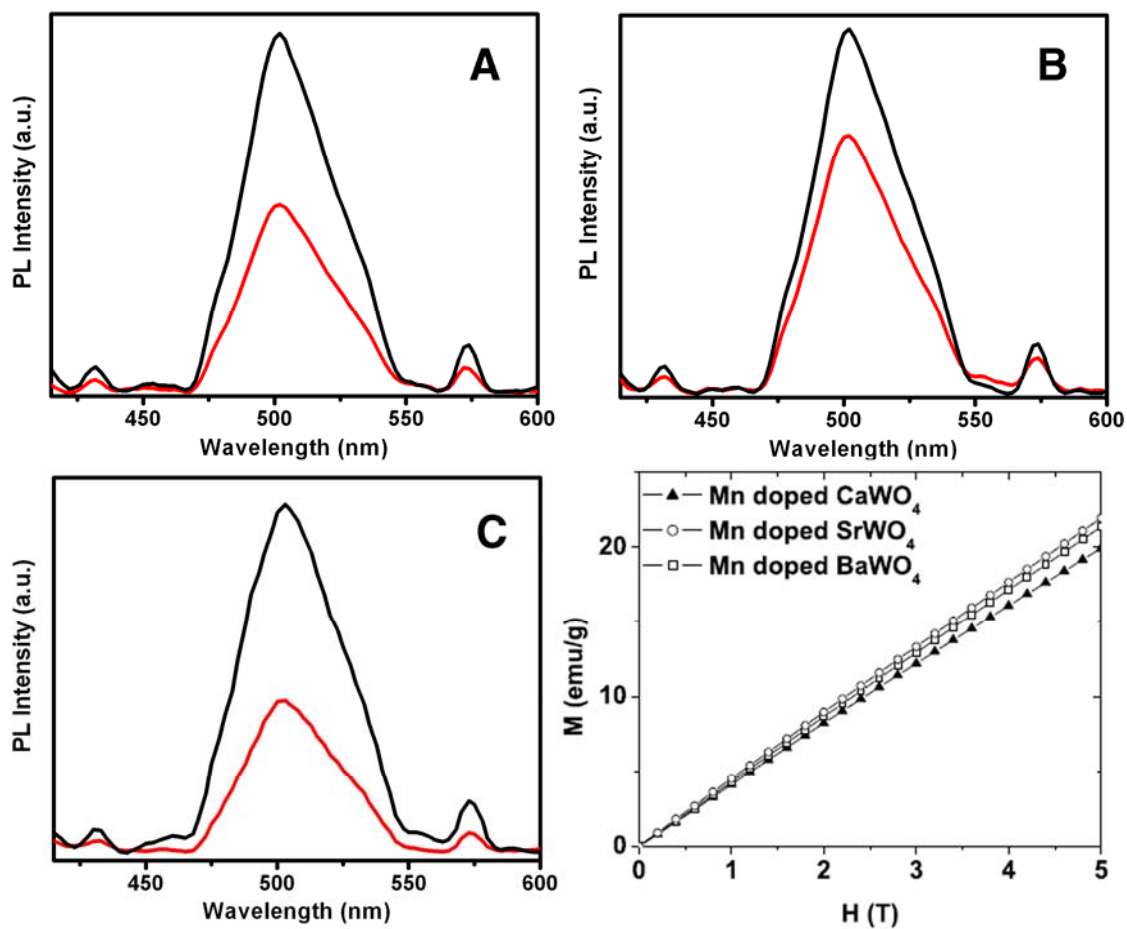 A
PL Intensity (a.u.)
450 500 550 600
Wavelength (nm)
B
PL Intensity (a.u.)
450 500 550 600
Wavelength (nm)
C
PL Intensity (a.u.)
450 500 550 600
Wavelength (nm)
Mn doped CaWO4
Mn doped SrWO4
Mn doped BaWO4
M (emu/g)
20
10
0
0 1 2 3 4 5
H (T)